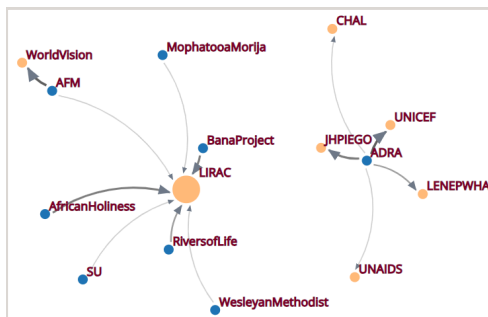 CHAL
MophatooaMorija
WorldVision
AFM
UNICEF
BanaProject
JHPIEGO
ADRA
LIRAC
LENEPWHA
AfricanHoliness
RiversofLife
SU
UNAIDS
WesleyanMethodist